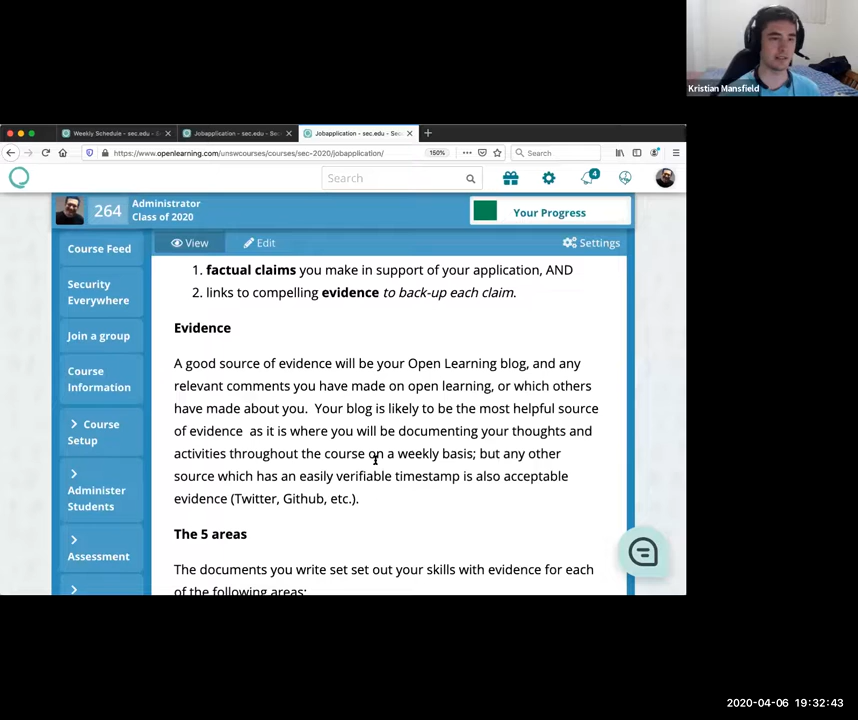 Kristian Mansfield
Weekly Schedule - sec.edu - S
Jobapplication - sec.edu - Sec
Jobapplication - sec.edu - Sec
https://www.openlearning.com/unswcourses/courses/sec-2020/jobapplication/
150%
Search
Search
4
264
Administrator
Class of 2020
Your Progress
View
Edit
Settings
Course Feed
Security
Everywhere
Join a group
Course
Information
Course
Setup
Administer
Students
Assessment
1. factual claims you make in support of your application, AND
2. links to compelling evidence to back-up each claim.
Evidence
A good source of evidence will be your Open Learning blog, and any
relevant comments you have made on open learning, or which others
have made about you. Your blog is likely to be the most helpful source
of evidence as it is where you will be documenting your thoughts and
activities throughout the course on a weekly basis; but any other
source which has an easily verifiable timestamp is also acceptable
evidence (Twitter, Github, etc.).
The 5 areas
The documents you write set set out your skills with evidence for each
of the following areas:
2020-04-06 19:32:43